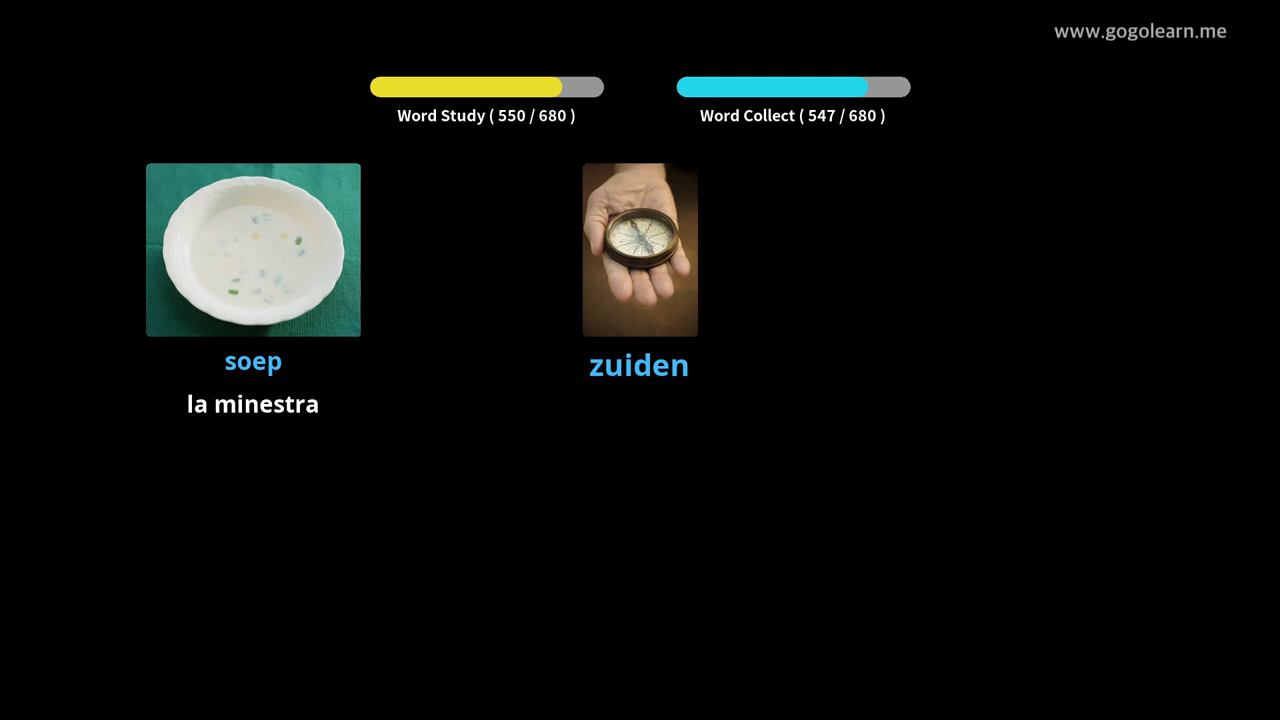 www.gogolearn.me
Word Study ( 550 / 680 )
Word Collect ( 547 / 680 )
soep
la minestra
zuiden